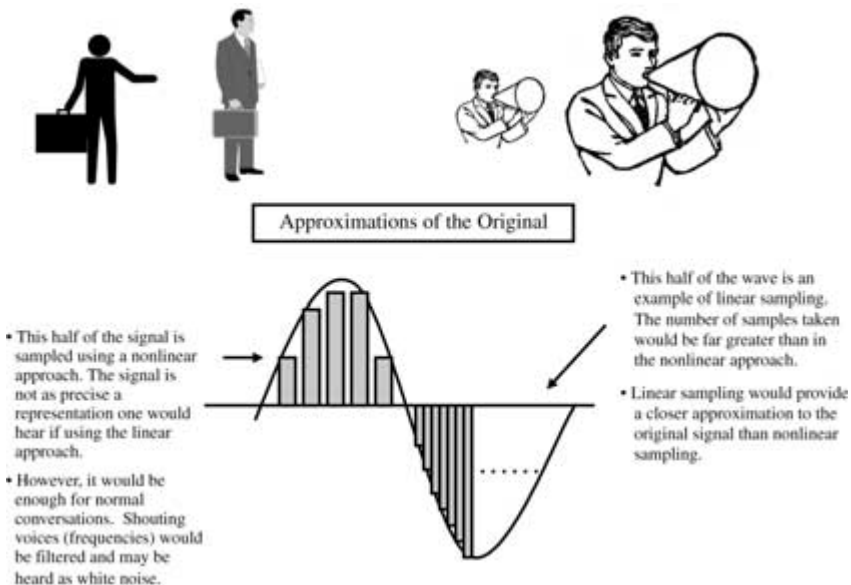 Approximations of the Original
• This half of the signal is
sampled using a nonlinear
approach. The signal is
not as precise a
representation one would
hear if using the linear
approach.
• However, it would be
enough for normal
conversations. Shouting
voices (frequencies) would
be filtered and may be
heard as white noise.
• This half of the wave is an
example of linear sampling.
The number of samples taken
would be far greater than in
the nonlinear approach.
• Linear sampling would provide
a closer approximation to the
original signal than nonlinear
sampling.